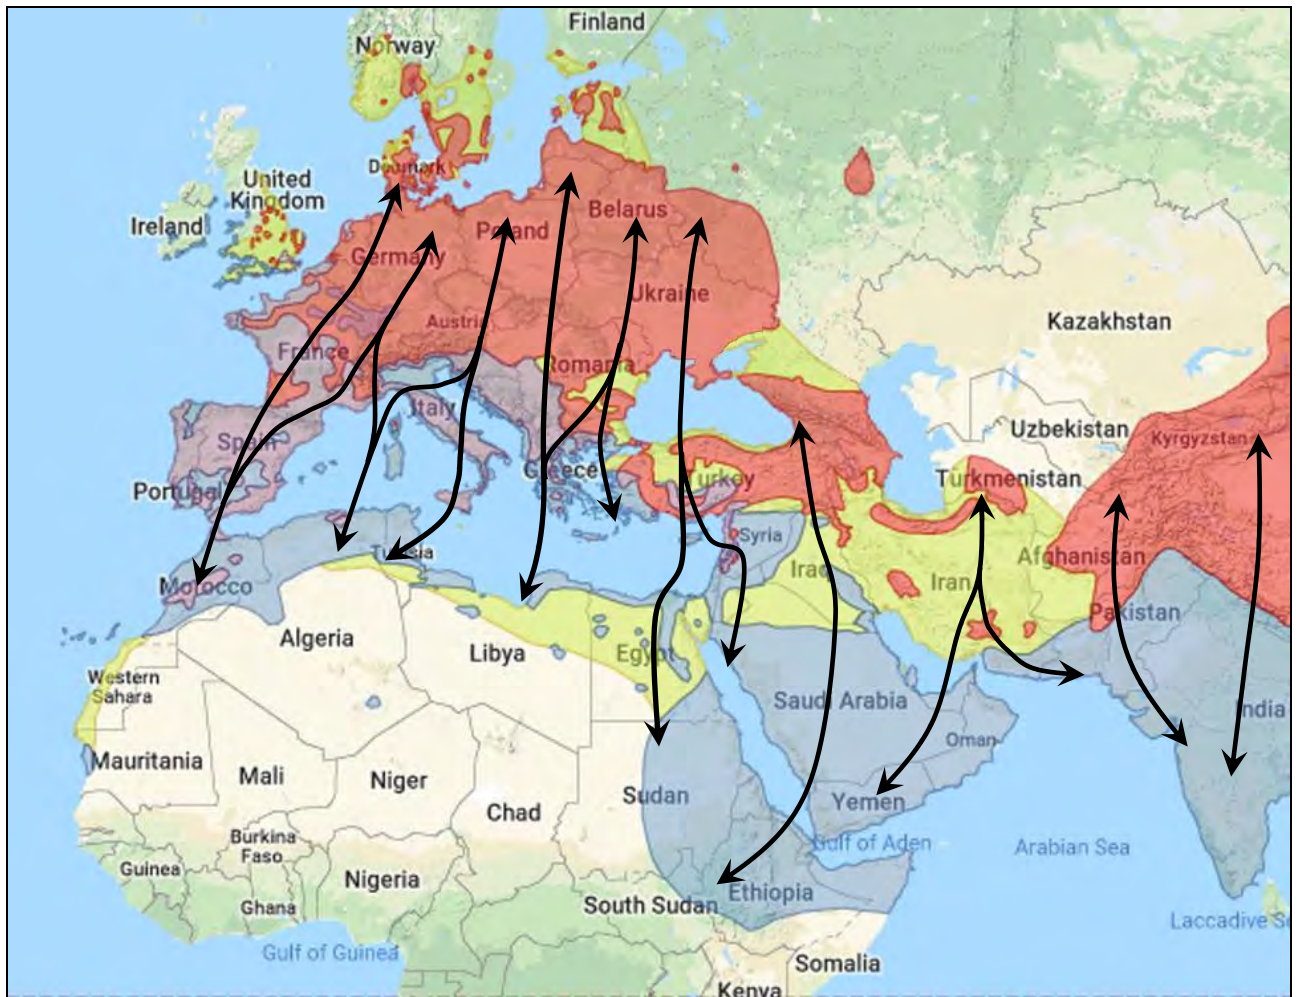 Finland
Norway
Denmark
United
Kingdom
Ireland
Belarus
Poland
Germany
Ukraine
Kazakhstan
Austria
France
Romania
Italy
Uzbekistan
Kyrgyzstan
Spain
Greece
Turkey
Turkmenistan
Portugal
Syria
Tunisia
Afghanistan
Iraq
Iran
Morocco
Pakistan
Algeria
Libya
Egypt
Western
Sahara
Saudi Arabia
India
Oman
Mauritania
Mali
Niger
Sudan
Yemen
Chad
Burkina
Faso
Gulf of Aden
Arabian Sea
Guinea
Nigeria
Ethiopia
Ghana
South Sudan
Laccadive Se
Gulf of Guinea
Somalia
Kenya